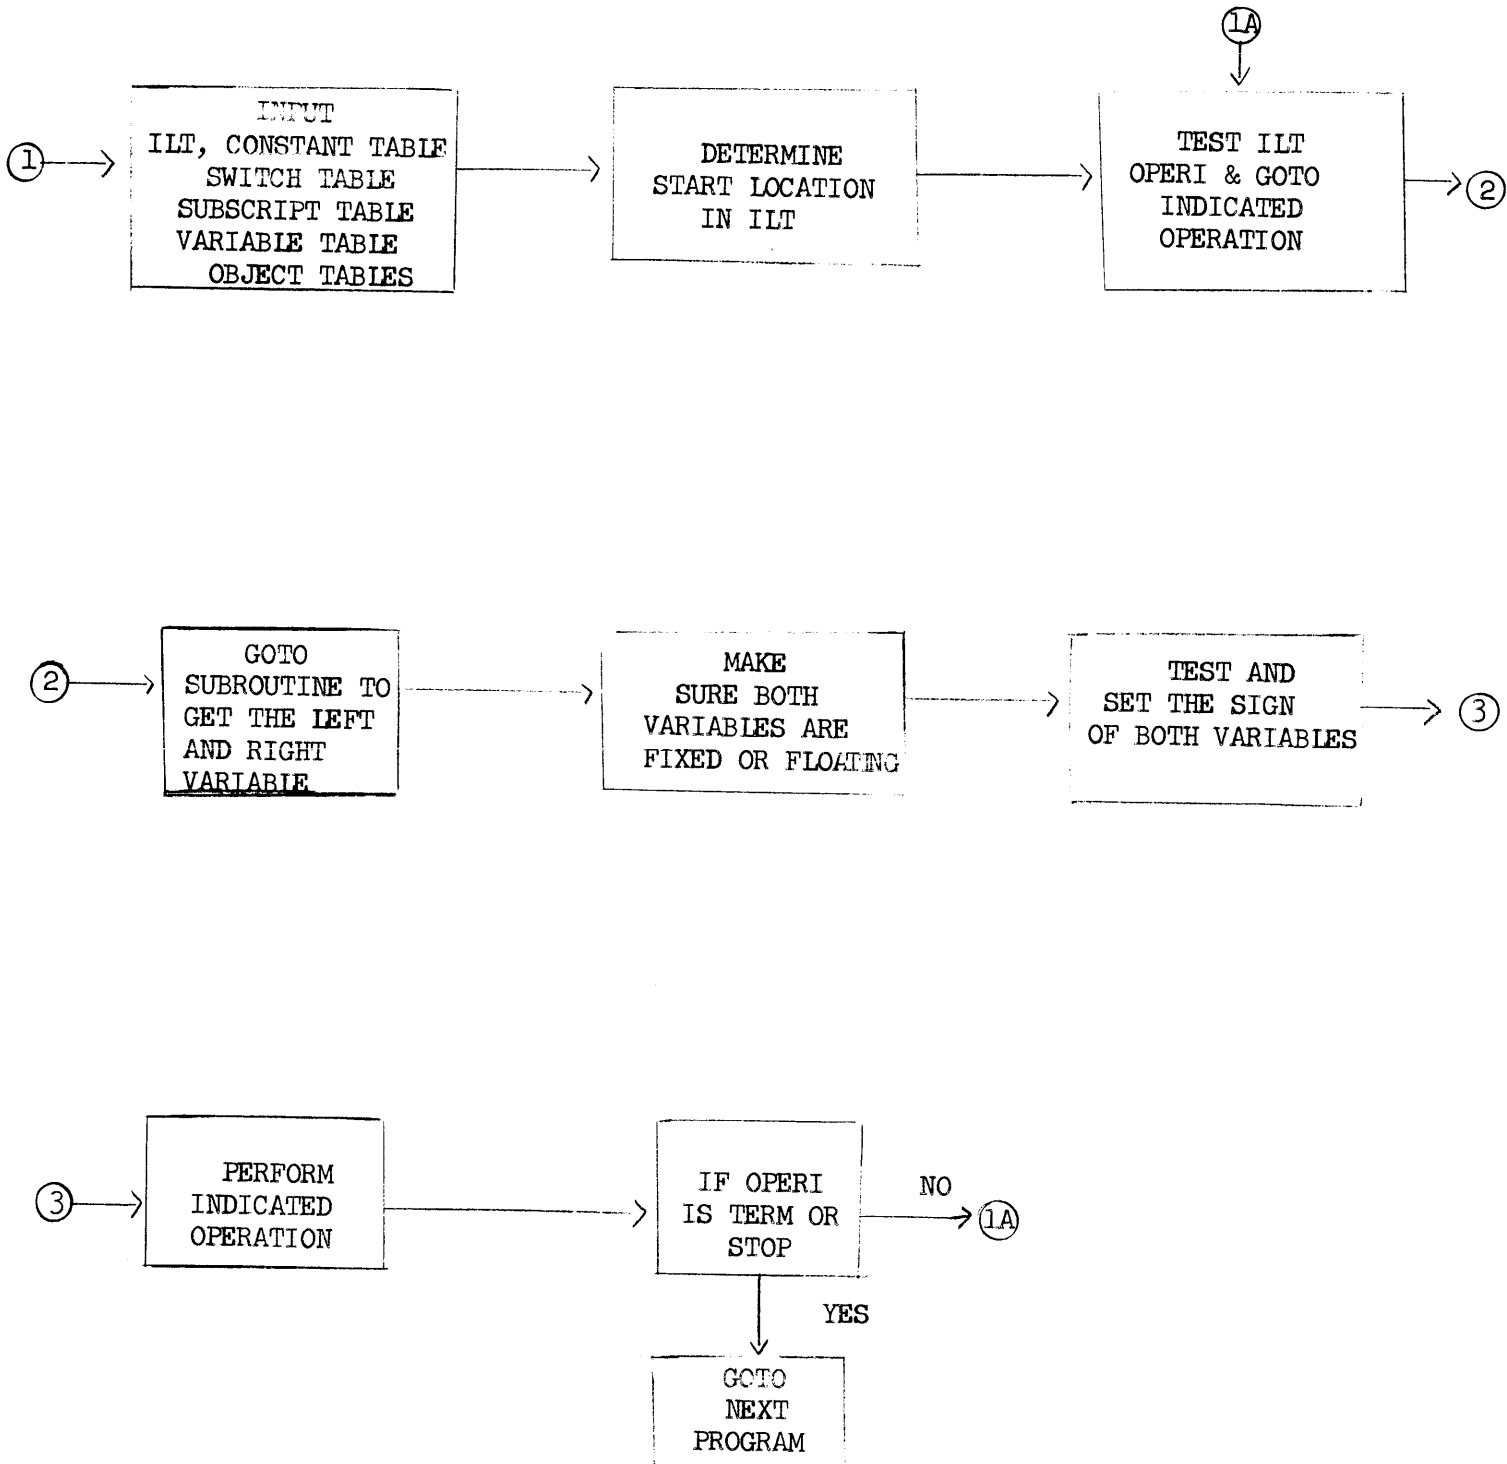 1A
1
INPUT
ILT, CONSTANT TABLE
SWITCH TABLE
SUBSCRIPT TABLE
VARIABLE TABLE
OBJECT TABLES
DETERMINE
START LOCATION
IN ILT
TEST ILT
OPERI & GOTO
INDICATED
OPERATION
2
2
GOTO
SUBROUTINE TO
GET THE LEFT
AND RIGHT
VARIABLE
MAKE
SURE BOTH
VARIABLES ARE
FIXED OR FLOATING
TEST AND
SET THE SIGN
OF BOTH VARIABLES
3
3
PERFORM
INDICATED
OPERATION
IF OPERI
IS TERM OR
STOP
NO
1A
YES
GOTO
NEXT
PROGRAM